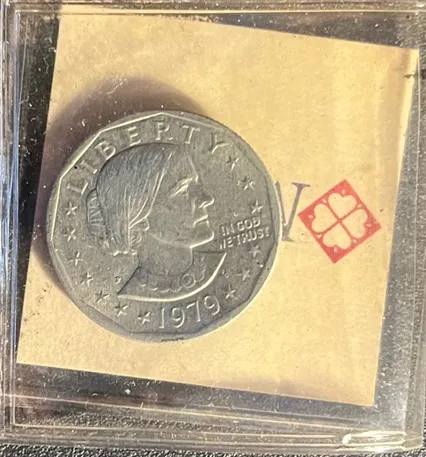 LIBERTY
IN GOD
WE TRUST
P
1979